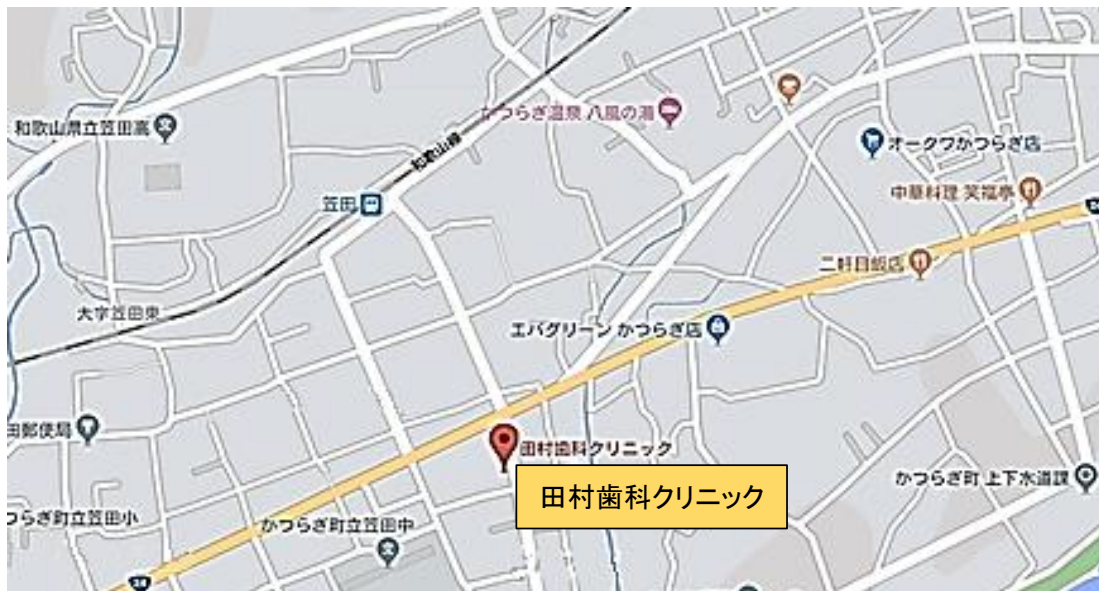 かつらぎ温泉 八風の湯
和歌山県立笠田高
オークワかつらぎ店
和歌山線
中華料理 笑福亭
笠田
二軒目飯店
大字笠田東
エバグリーン かつらぎ店
田郵便局
田村歯科クリニック
かつらぎ町 上下水道課
田村歯科クリニック
つらぎ町立笠田小
かつらぎ町立笠田中
24